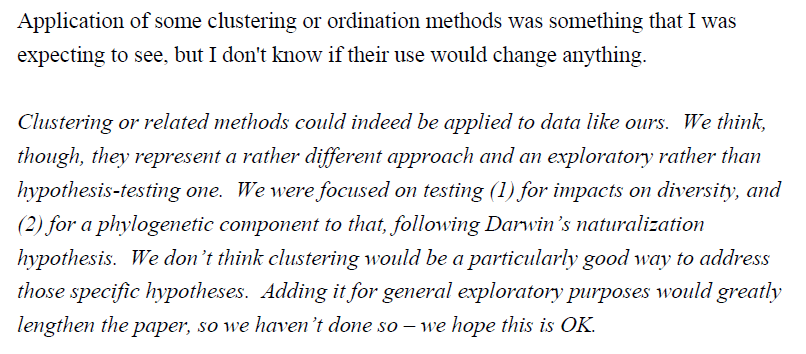 Application of some clustering or ordination methods was something that I was
expecting to see, but I don't know if their use would change anything.
Clustering or related methods could indeed be applied to data like ours.  We think,
though, they represent a rather different approach and an exploratory rather than
hypothesis-testing one.  We were focused on testing (1) for impacts on diversity, and
(2) for a phylogenetic component to that, following Darwin’s naturalization
hypothesis.  We don’t think clustering would be a particularly good way to address
those specific hypotheses.  Adding it for general exploratory purposes would greatly
lengthen the paper, so we haven’t done so – we hope this is OK.